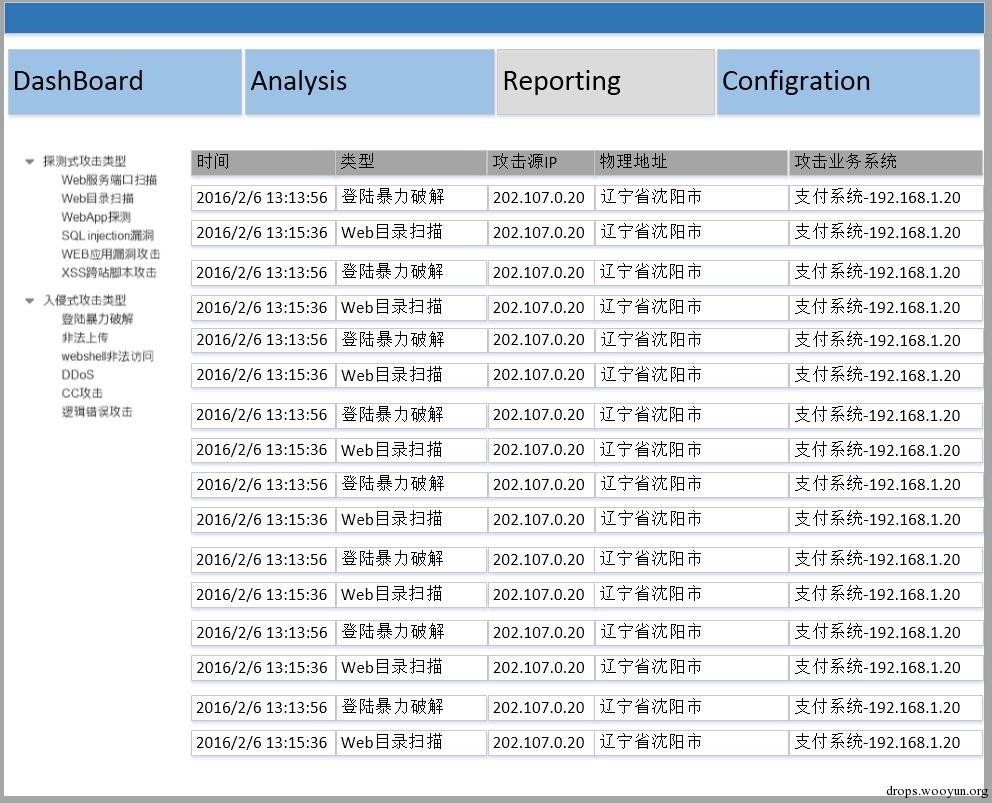 DashBoard Analysis Reporting Configration
探测式攻击类型
Web服务端口扫描
Web目录扫描
WebApp探测
SQL injection漏洞
WEB应用漏洞攻击
XSS跨站脚本攻击
入侵式攻击类型
登陆暴力破解
非法上传
webshell非法访问
DDoS
CC攻击
逻辑错误攻击
时间 类型 攻击源IP 物理地址 攻击业务系统
2016/2/6 13:13:56 登陆暴力破解 202.107.0.20 辽宁省沈阳市 支付系统-192.168.1.20
2016/2/6 13:15:36 Web目录扫描 202.107.0.20 辽宁省沈阳市 支付系统-192.168.1.20
2016/2/6 13:13:56 登陆暴力破解 202.107.0.20 辽宁省沈阳市 支付系统-192.168.1.20
2016/2/6 13:15:36 Web目录扫描 202.107.0.20 辽宁省沈阳市 支付系统-192.168.1.20
2016/2/6 13:13:56 登陆暴力破解 202.107.0.20 辽宁省沈阳市 支付系统-192.168.1.20
2016/2/6 13:15:36 Web目录扫描 202.107.0.20 辽宁省沈阳市 支付系统-192.168.1.20
2016/2/6 13:13:56 登陆暴力破解 202.107.0.20 辽宁省沈阳市 支付系统-192.168.1.20
2016/2/6 13:15:36 Web目录扫描 202.107.0.20 辽宁省沈阳市 支付系统-192.168.1.20
2016/2/6 13:13:56 登陆暴力破解 202.107.0.20 辽宁省沈阳市 支付系统-192.168.1.20
2016/2/6 13:15:36 Web目录扫描 202.107.0.20 辽宁省沈阳市 支付系统-192.168.1.20
2016/2/6 13:13:56 登陆暴力破解 202.107.0.20 辽宁省沈阳市 支付系统-192.168.1.20
2016/2/6 13:15:36 Web目录扫描 202.107.0.20 辽宁省沈阳市 支付系统-192.168.1.20
2016/2/6 13:13:56 登陆暴力破解 202.107.0.20 辽宁省沈阳市 支付系统-192.168.1.20
2016/2/6 13:15:36 Web目录扫描 202.107.0.20 辽宁省沈阳市 支付系统-192.168.1.20
2016/2/6 13:13:56 登陆暴力破解 202.107.0.20 辽宁省沈阳市 支付系统-192.168.1.20
2016/2/6 13:15:36 Web目录扫描 202.107.0.20 辽宁省沈阳市 支付系统-192.168.1.20
drops.wooyun.org